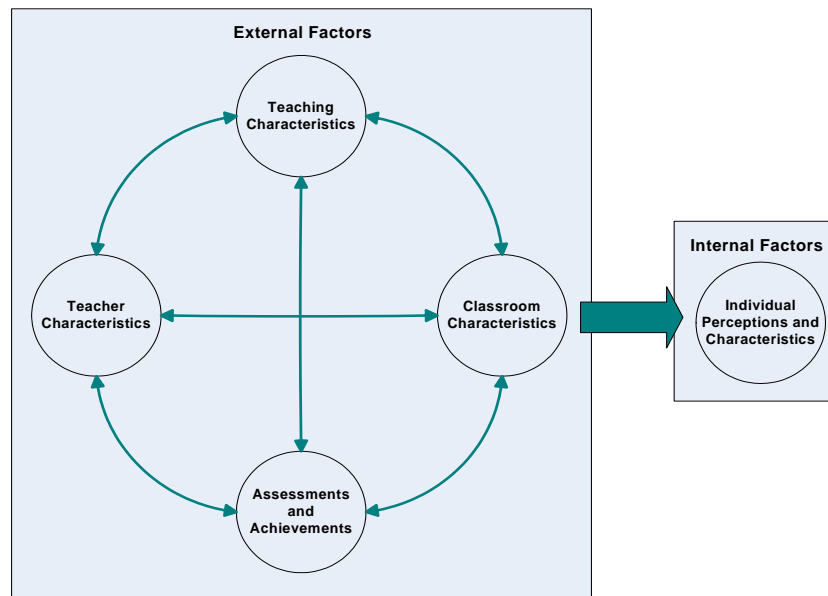 External Factors
Teaching
Characteristics
Teacher
Characteristics
Classroom
Characteristics
Assessments
and
Achievements
Internal Factors
Individual
Perceptions and
Characteristics